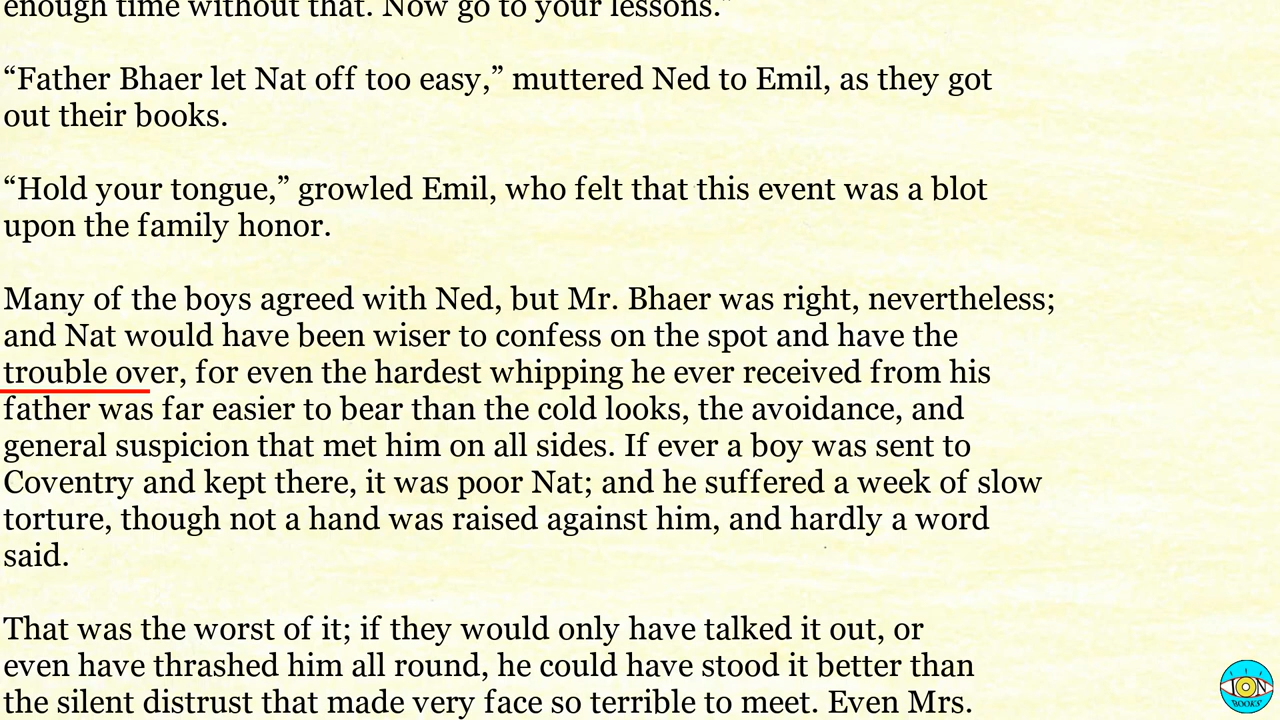 enough time without that. Now go to your lessons.”
“Father Bhaer let Nat off too easy,” muttered Ned to Emil, as they got
out their books.
“Hold your tongue,” growled Emil, who felt that this event was a blot
upon the family honor.
Many of the boys agreed with Ned, but Mr. Bhaer was right, nevertheless;
and Nat would have been wiser to confess on the spot and have the
trouble over, for even the hardest whipping he ever received from his
father was far easier to bear than the cold looks, the avoidance, and
general suspicion that met him on all sides. If ever a boy was sent to
Coventry and kept there, it was poor Nat; and he suffered a week of slow
torture, though not a hand was raised against him, and hardly a word
said.
That was the worst of it; if they would only have talked it out, or
even have thrashed him all round, he could have stood it better than
the silent distrust that made very face so terrible to meet. Even Mrs.
ION
BOOKS